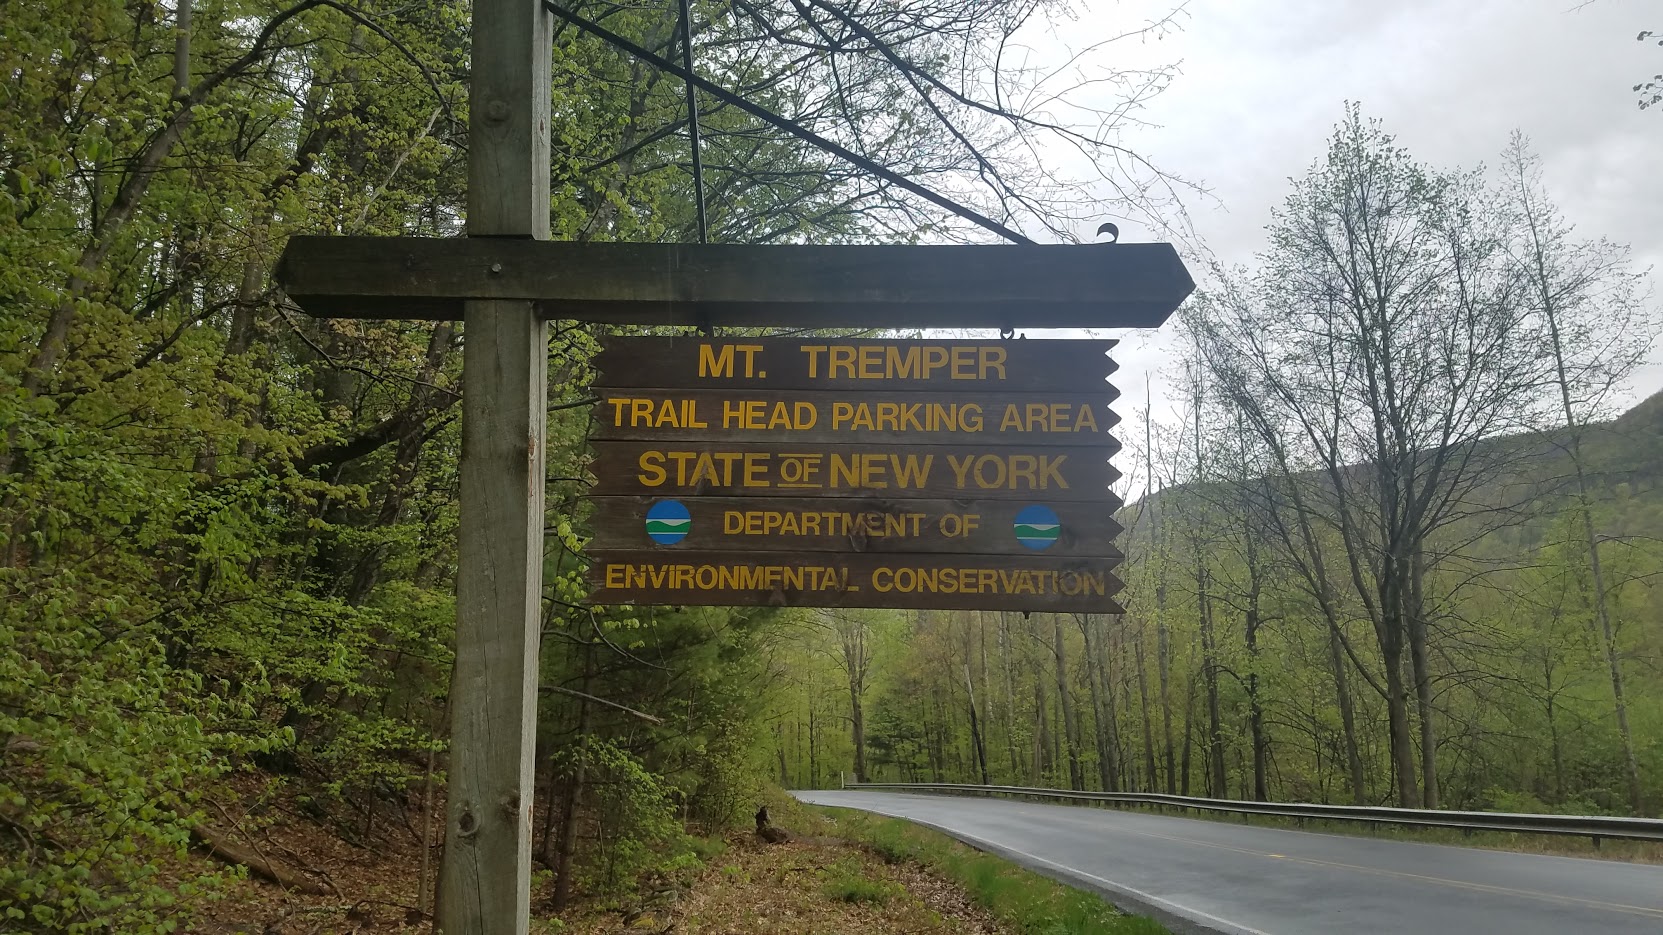 MT. TREMPER
TRAIL HEAD PARKING AREA
STATE OF NEW YORK
DEPARTMENT OF
ENVIRONMENTAL CONSERVATION